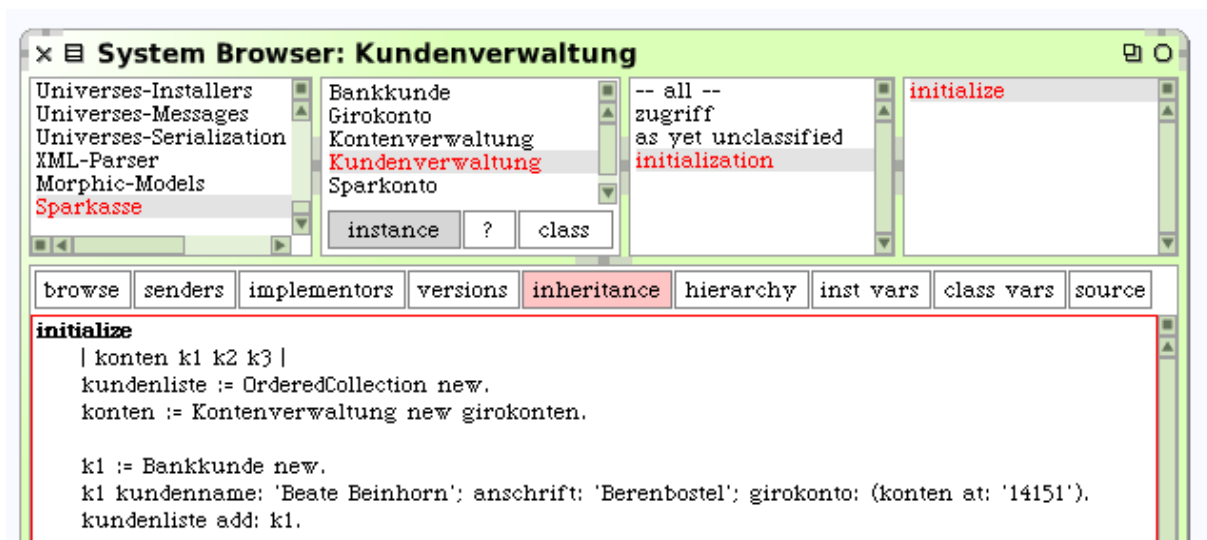 System Browser: Kundenverwaltung
Universes-Installers
Universes-Messages
Universes-Serialization
XML-Parser
Morphic-Models
Sparkasse
Bankkunde
Girokonto
Kontenverwaltung
Kundenverwaltung
Sparkonto
instance ? class
-- all --
zugriff
as yet unclassified
initialization
initialize
browse senders implementors versions inheritance hierarchy inst vars class vars source
initialize
| konten k1 k2 k3 |
kundenliste := OrderedCollection new.
konten := Kontenverwaltung new girokonten.
k1 := Bankkunde new.
k1 kundenname: 'Beate Beinhorn'; anschrift: 'Berenbostel'; girokonto: (konten at: '14151').
kundenliste add: k1.